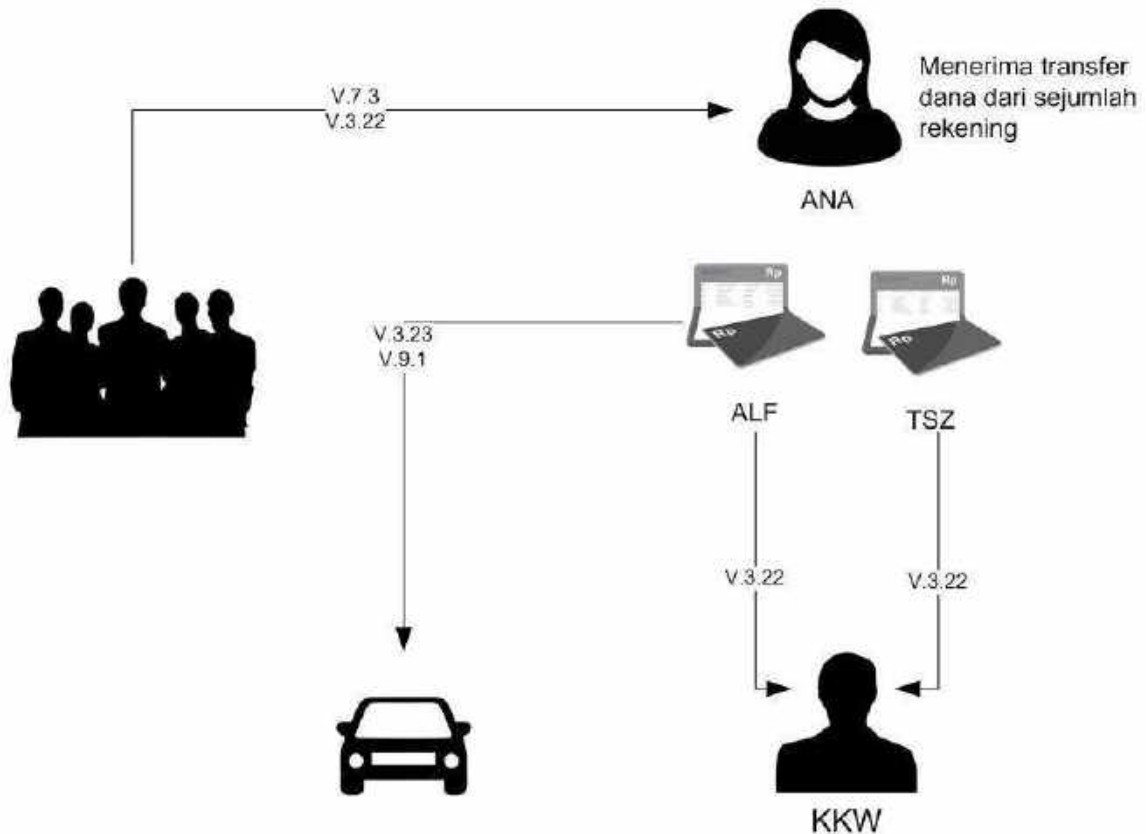 V.7.3
V.3.22
Menerima transfer
dana dari sejumlah
rekening
ANA
Rp
Rp
Rp
Rp
V.3.23
V.9.1
ALF
TSZ
V.3.22
V.3.22
KKW